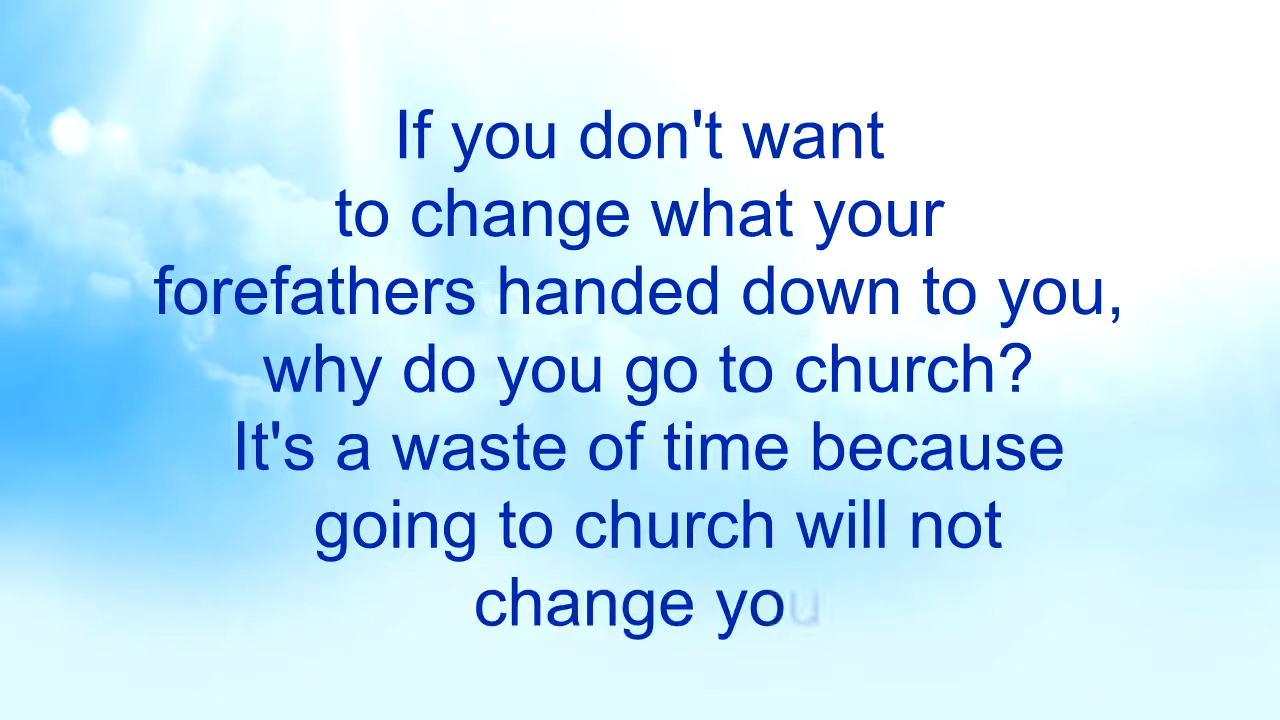 If you don't want
to change what your
forefathers handed down to you,
why do you go to church?
It's a waste of time because
going to church will not
change you